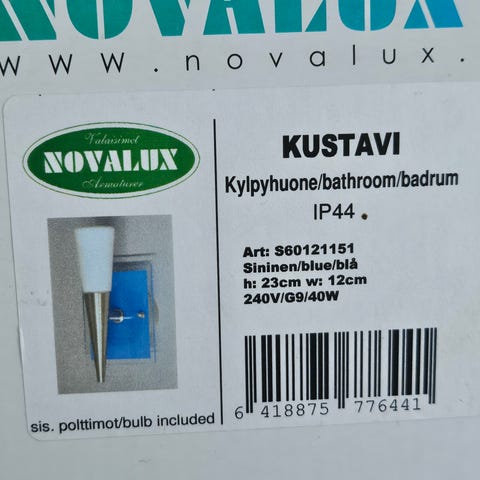 NOVALUX
www.novalux.
Valaisimet
NOVALUX
Armaturer
sis. polttimot/bulb included
KUSTAVI
Kylpyhuone/bathroom/badrum
IP44
Art: S60121151
Sininen/blue/blå
h: 23cm w: 12cm
240V/G9/40W
6 418875 776441